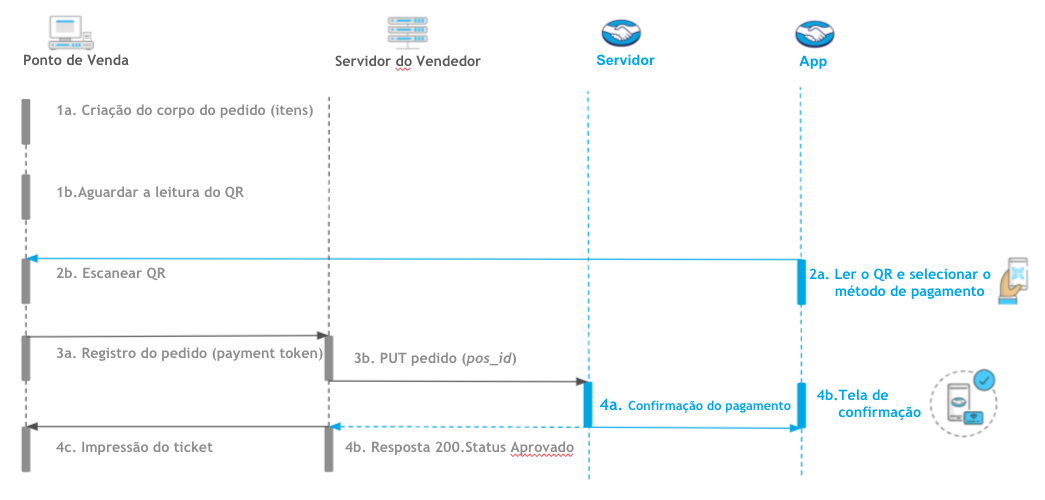 Ponto de Venda
Servidor do Vendedor
Servidor
App
1a. Criação do corpo do pedido (itens)
1b.Aguardar a leitura do QR
2b. Escanear QR
2a. Ler o QR e selecionar o
método de pagamento
3a. Registro do pedido (payment token)
3b. PUT pedido (pos_id)
4a. Confirmação do pagamento
4b.Tela de
confirmação
4c. Impressão do ticket
4b. Resposta 200.Status Aprovado